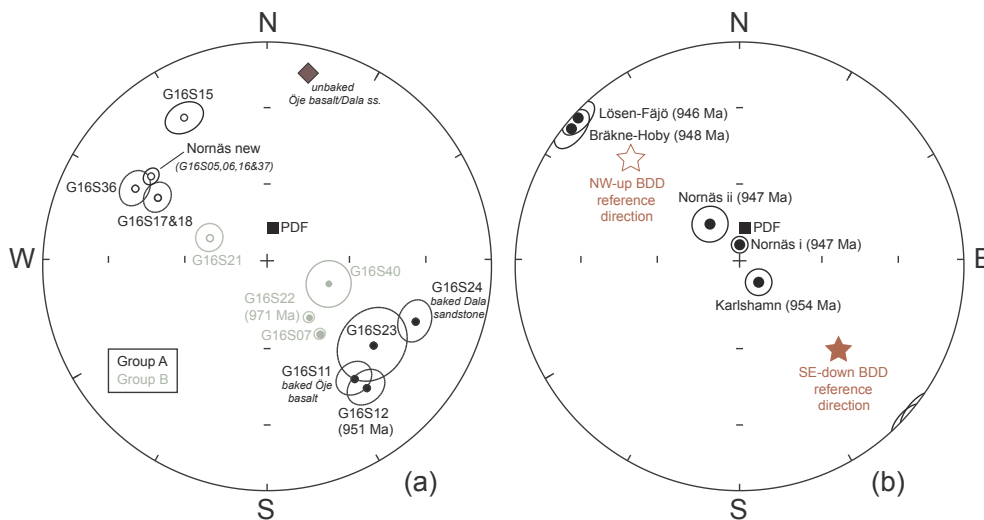 N
G16S15
unbaked
Öje basalt/Dala ss.
Nornäs new
(G16S05,06,16&37)
G16S36
G16S17&18
PDF
W
G16S21
G16S40
G16S22
(971 Ma)
G16S07
G16S24
baked Dala
sandstone
G16S23
G16S11
baked Öje
basalt
G16S12
(951 Ma)
Group A
Group B
S
(a)
N
Lösen-Fäjö (946 Ma)
Bräkne-Hoby (948 Ma)
NW-up BDD
reference
direction
Nornäs ii (947 Ma)
PDF
Nornäs i (947 Ma)
E
Karlshamn (954 Ma)
SE-down BDD
reference
direction
S
(b)